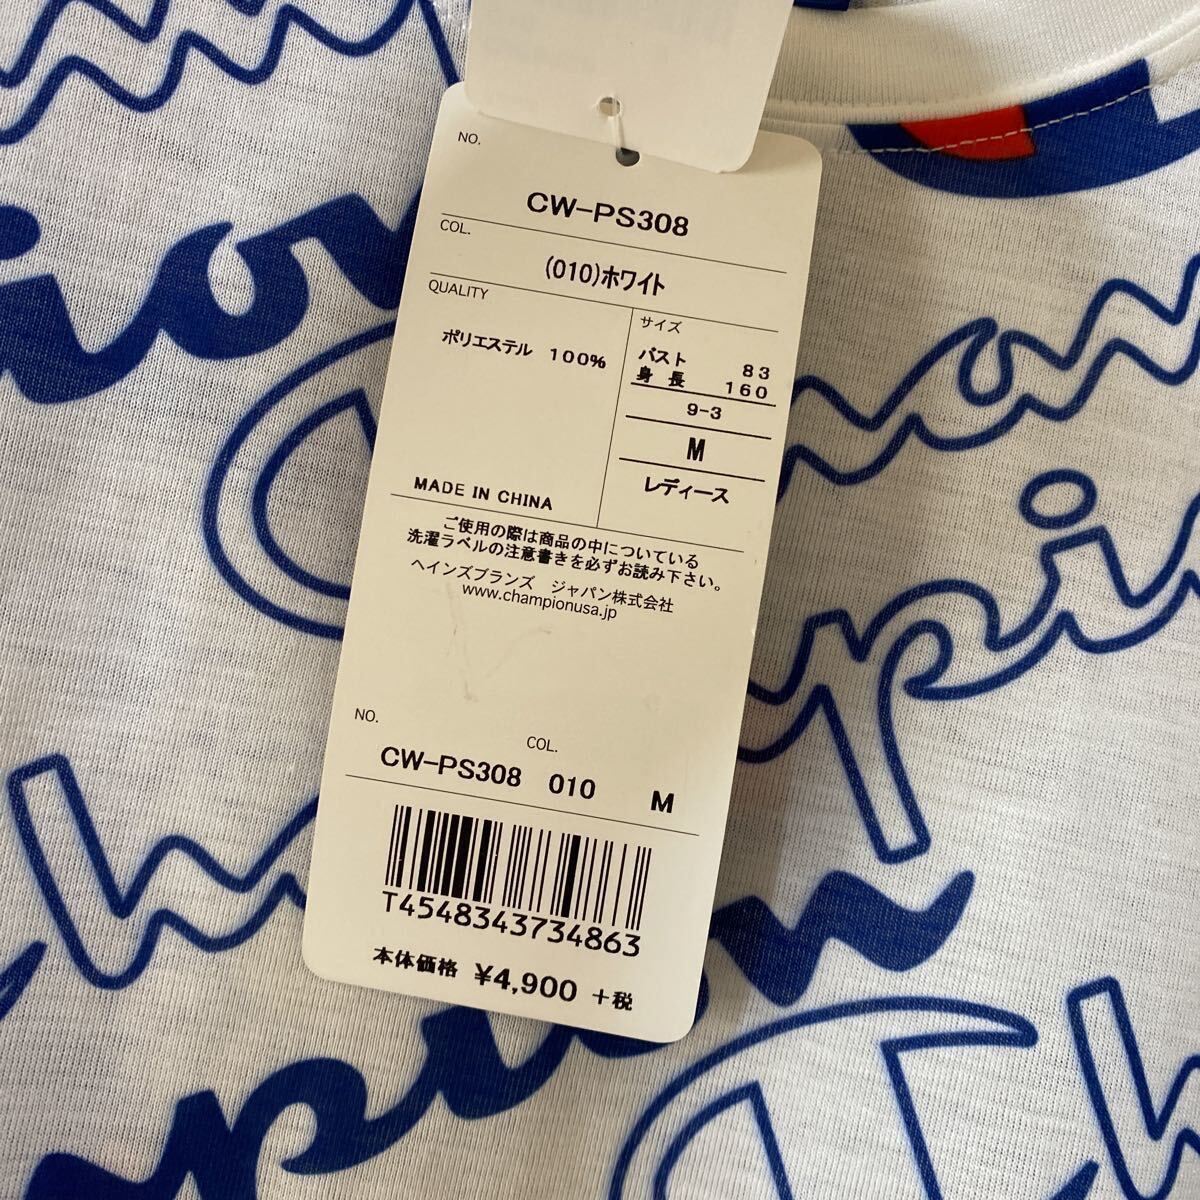 NO.
CW-PS308
COL.
(010)ホワイト
QUALITY
ポリエステル 100%
サイズ
バスト 83
身長 160
9-3
M
レディース
MADE IN CHINA
ご使用の際は商品の中についている
洗濯ラベルの注意書きを必ずお読み下さい。
ヘインズブランズ ジャパン株式会社
www.championusa.jp
NO. COL.
CW-PS308 010 M
T4548343734863
本体価格 ¥4,900 +税